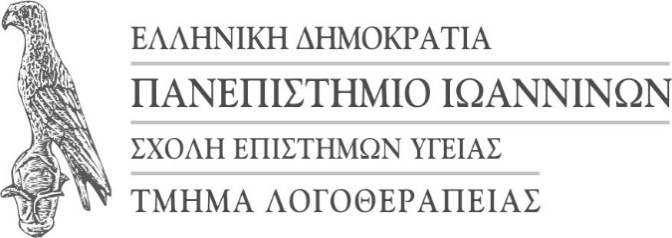 ΕΛΛΗΝΙΚΗ ΔΗΜΟΚΡΑΤΙΑ
ΠΑΝΕΠΙΣΤΗΜΙΟ ΙΩΑΝΝΙΝΩΝ
ΣΧΟΛΗ ΕΠΙΣΤΗΜΩΝ ΥΓΕΙΑΣ
ΤΜΗΜΑ ΛΟΓΟΘΕΡΑΠΕΙΑΣ